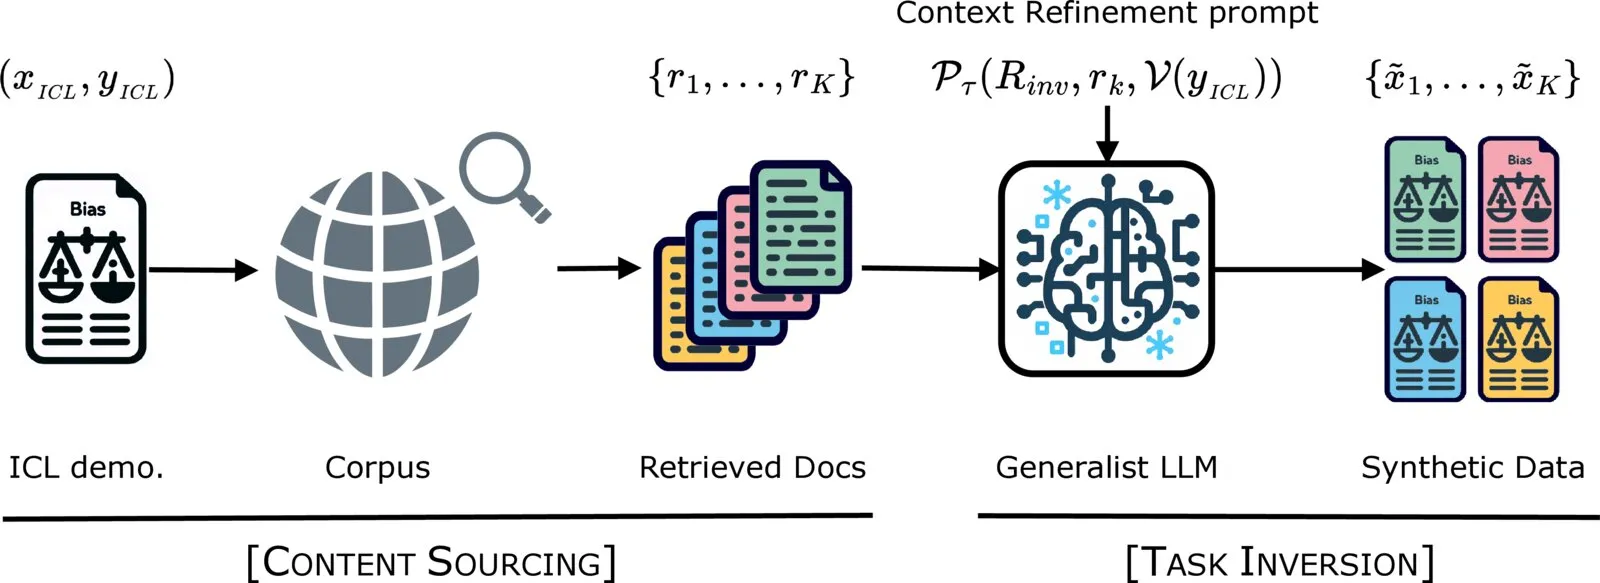 Context Refinement prompt
(x_ICL, y_ICL)
{r_1, . . . , r_K}
𝒫_τ(R_inv, r_k, 𝒱(y_ICL))
{x̃_1, . . . , x̃_K}
Bias
Bias
Bias
Bias
Bias
ICL demo.
Corpus
Retrieved Docs
Generalist LLM
Synthetic Data
[CONTENT SOURCING]
[TASK INVERSION]